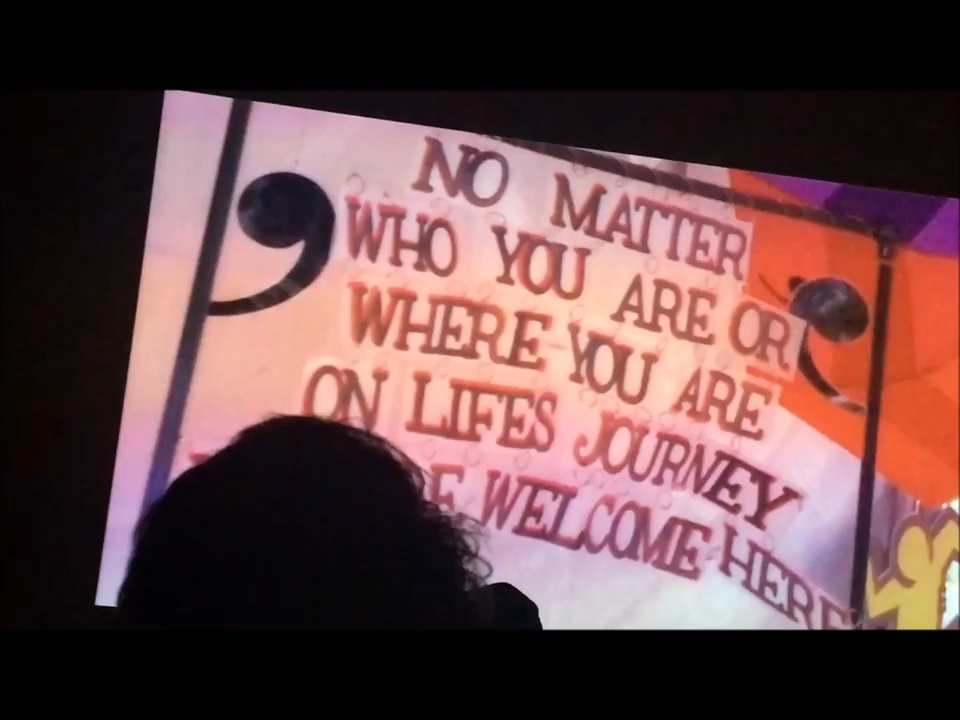 NO MATTER
WHO YOU ARE OR
WHERE YOU ARE
ON LIFES JOURNEY
WELCOME HERE